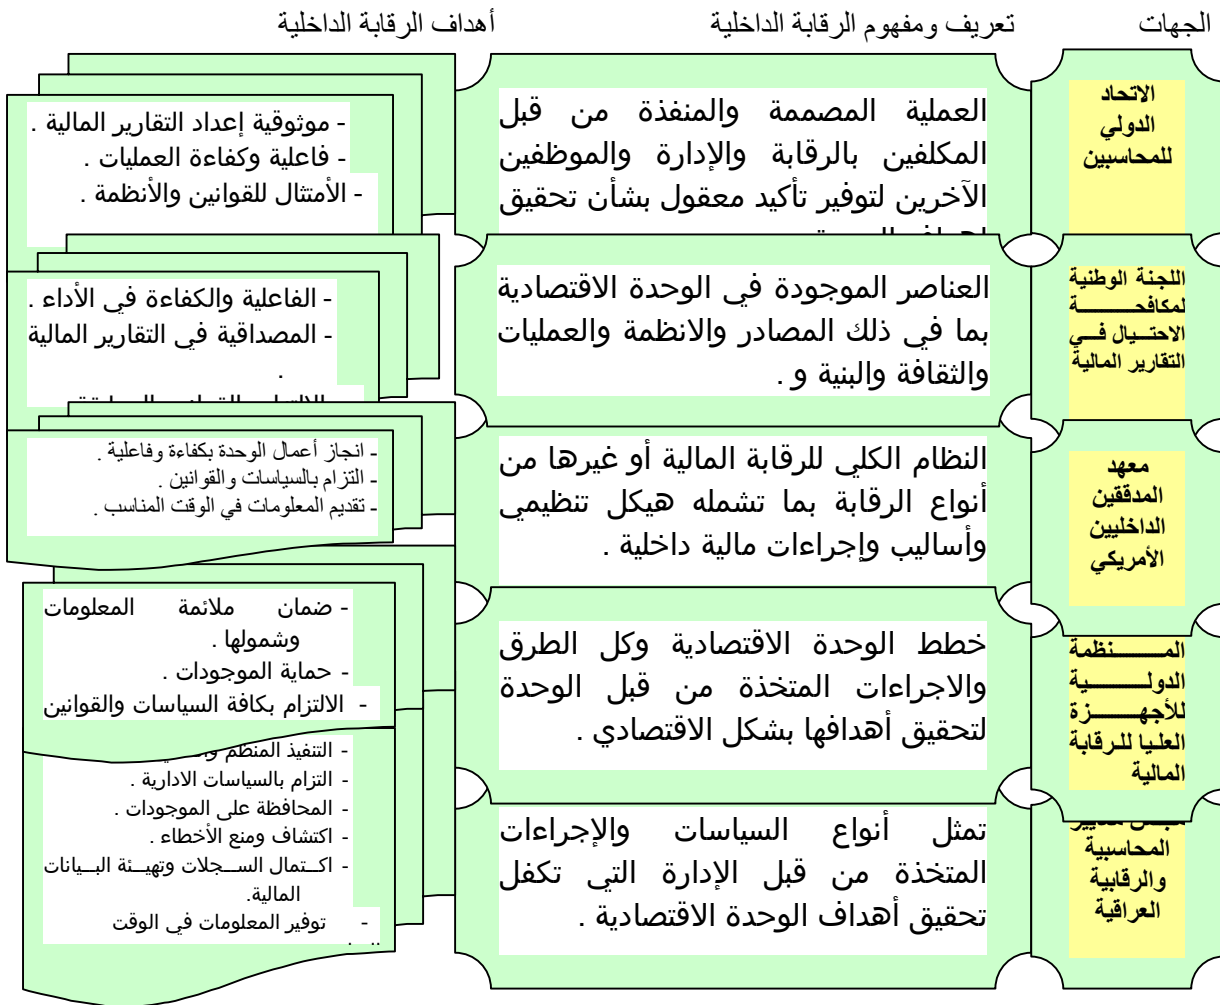 الجهات
تعريف ومفهوم الرقابة الداخلية
أهداف الرقابة الداخلية
الاتحاد
الدولي
للمحاسبين
العملية المصممة والمنفذة من قبل
المكلفين بالرقابة والإدارة والموظفين
الآخرين لتوفير تأكيد معقول بشأن تحقيق
- موثوقية إعداد التقارير المالية .
- فاعلية وكفاءة العمليات .
- الأمتثال للقوانين والأنظمة .
اللجنة الوطنية
لمكافحة
الاحتيال في
التقارير المالية
العناصر الموجودة في الوحدة الاقتصادية
بما في ذلك المصادر والانظمة والعمليات
والثقافة والبنية و .
- الفاعلية والكفاءة في الأداء .
- المصداقية في التقارير المالية
.
معهد
المدققين
الداخليين
الأمريكي
النظام الكلي للرقابة المالية أو غيرها من
أنواع الرقابة بما تشمله هيكل تنظيمي
وأساليب وإجراءات مالية داخلية .
- انجاز أعمال الوحدة بكفاءة وفاعلية .
- التزام بالسياسات والقوانين .
- تقديم المعلومات في الوقت المناسب .
المنظمة
الدولية
للأجهزة
العليا للرقابة
المالية
خطط الوحدة الاقتصادية وكل الطرق
والاجراءات المتخذة من قبل الوحدة
لتحقيق أهدافها بشكل الاقتصادي .
- ضمان ملائمة المعلومات
وشمولها .
- حماية الموجودات .
- الالتزام بكافة السياسات والقوانين
المحاسبية
والرقابية
العراقية
تمثل أنواع السياسات والإجراءات
المتخذة من قبل الإدارة التي تكفل
تحقيق أهداف الوحدة الاقتصادية .
- التنفيذ المنظم
- التزام بالسياسات الادارية .
- المحافظة على الموجودات .
- اكتشاف ومنع الأخطاء .
- اكتمال السجلات وتهيئة البيانات
المالية.
- توفير المعلومات في الوقت